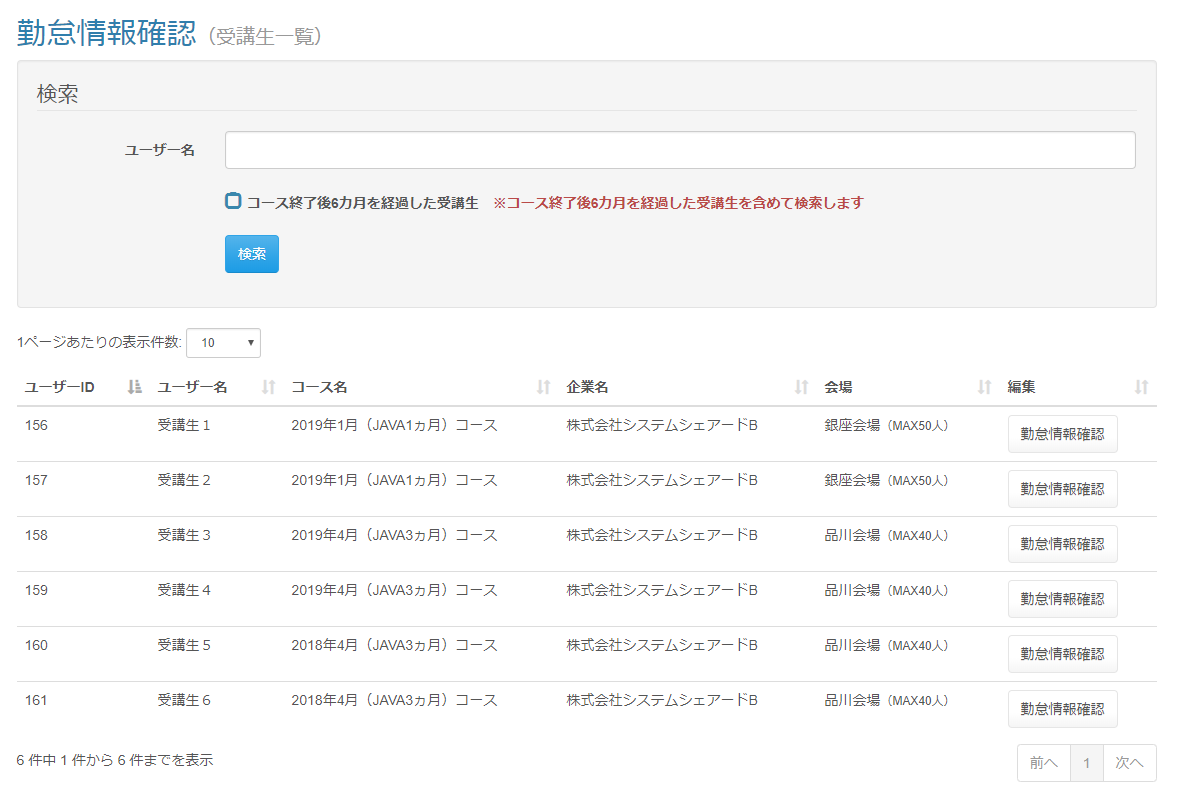 勤怠情報確認（受講生一覧）
検索
ユーザー名
コース終了後6カ月を経過した受講生 ※コース終了後6カ月を経過した受講生を含めて検索します
検索
1ページあたりの表示件数: 10
ユーザーID ユーザー名 コース名 企業名 会場 編集
156 受講生１ 2019年1月（JAVA1ヵ月）コース 株式会社システムシェアードB 銀座会場（MAX50人） 勤怠情報確認
157 受講生２ 2019年1月（JAVA1ヵ月）コース 株式会社システムシェアードB 銀座会場（MAX50人） 勤怠情報確認
158 受講生３ 2019年4月（JAVA3ヵ月）コース 株式会社システムシェアードB 品川会場（MAX40人） 勤怠情報確認
159 受講生４ 2019年4月（JAVA3ヵ月）コース 株式会社システムシェアードB 品川会場（MAX40人） 勤怠情報確認
160 受講生５ 2018年4月（JAVA3ヵ月）コース 株式会社システムシェアードB 品川会場（MAX40人） 勤怠情報確認
161 受講生６ 2018年4月（JAVA3ヵ月）コース 株式会社システムシェアードB 品川会場（MAX40人） 勤怠情報確認
6 件中 1 件から 6 件までを表示 前へ 1 次へ